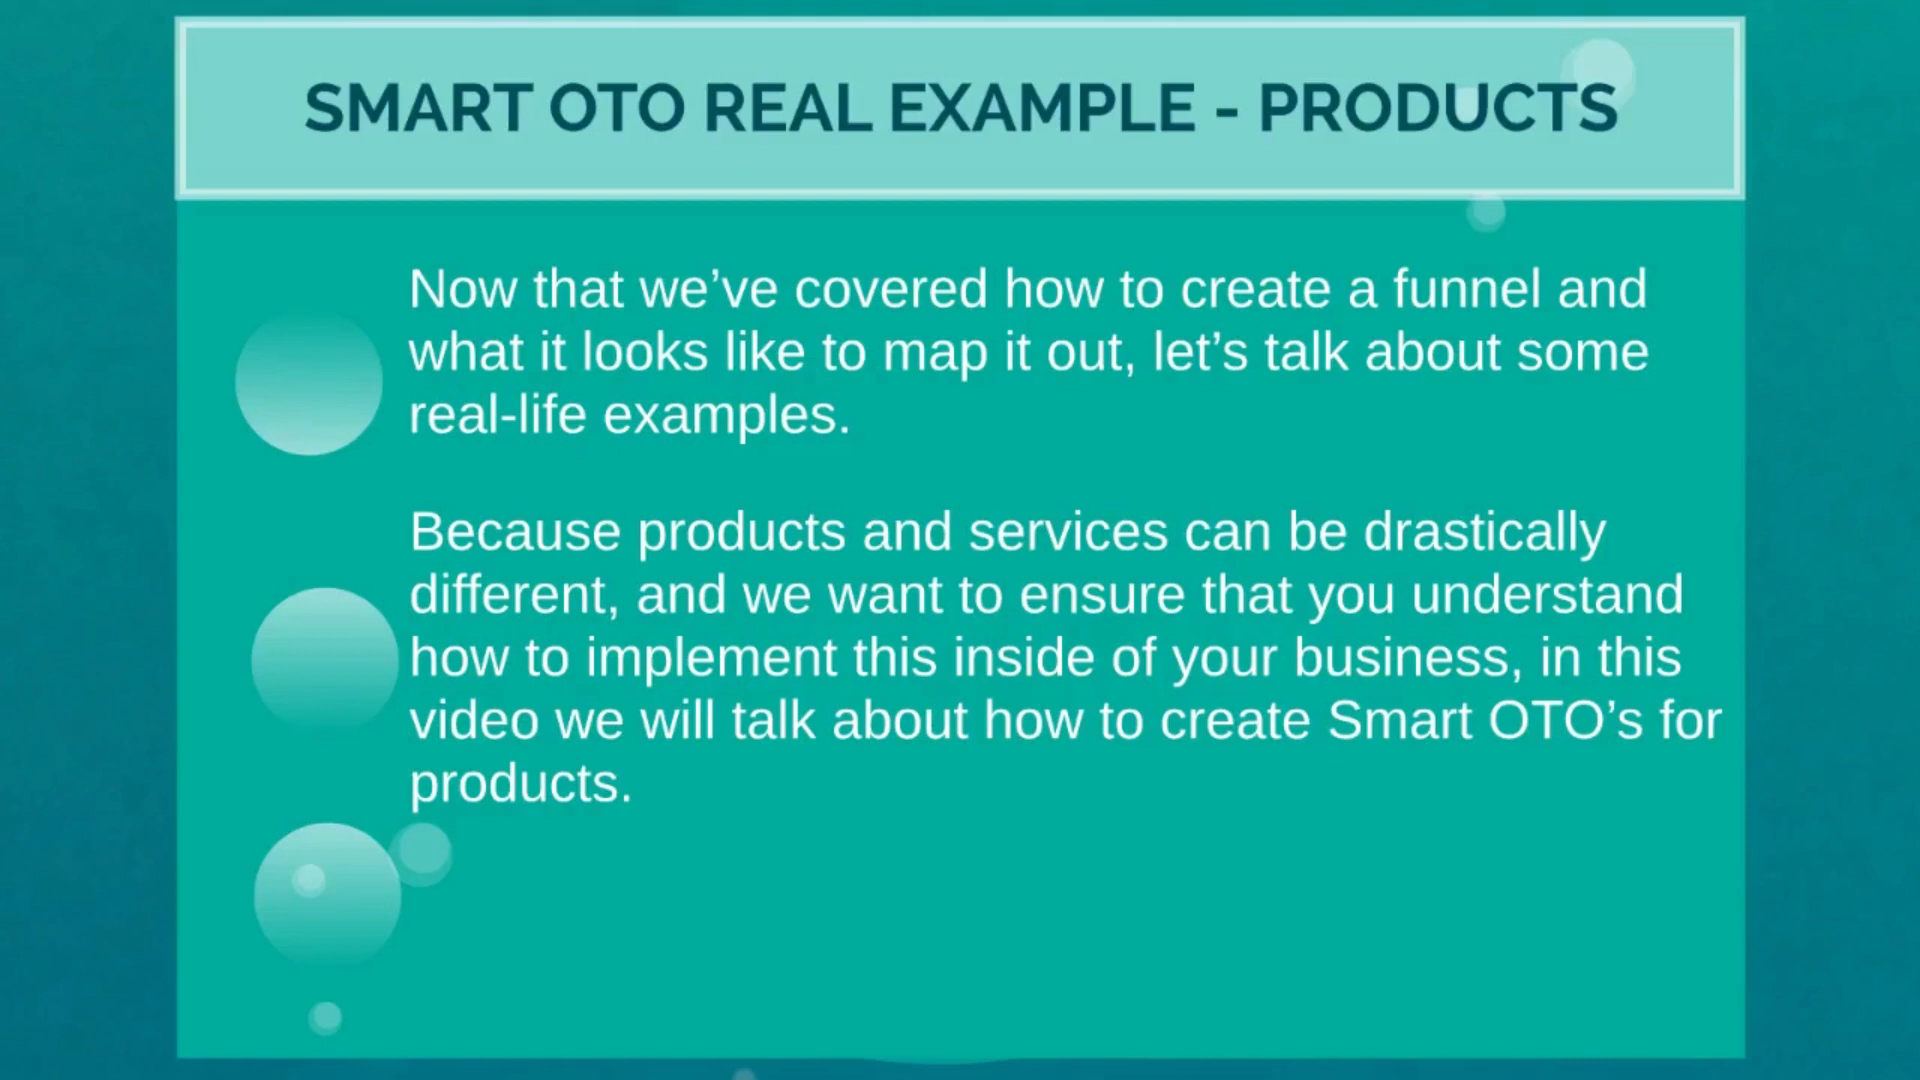 SMART OTO REAL EXAMPLE - PRODUCTS
Now that we’ve covered how to create a funnel and
what it looks like to map it out, let’s talk about some
real-life examples.
Because products and services can be drastically
different, and we want to ensure that you understand
how to implement this inside of your business, in this
video we will talk about how to create Smart OTO’s for
products.